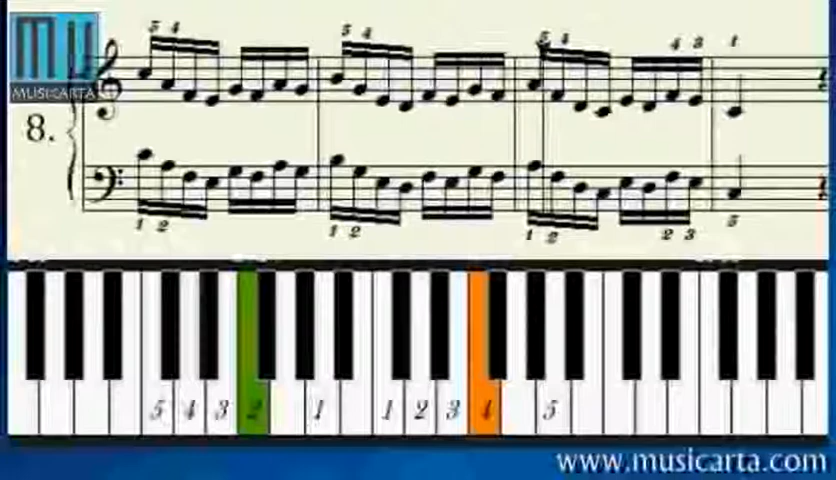 5 4 5 4 5 4 4 3 1
MU
MUSICARTA
8.
1 2 1 2 1 2 2 3 5
5 4 3 2 1 1 2 3 4 5
www.musicarta.com